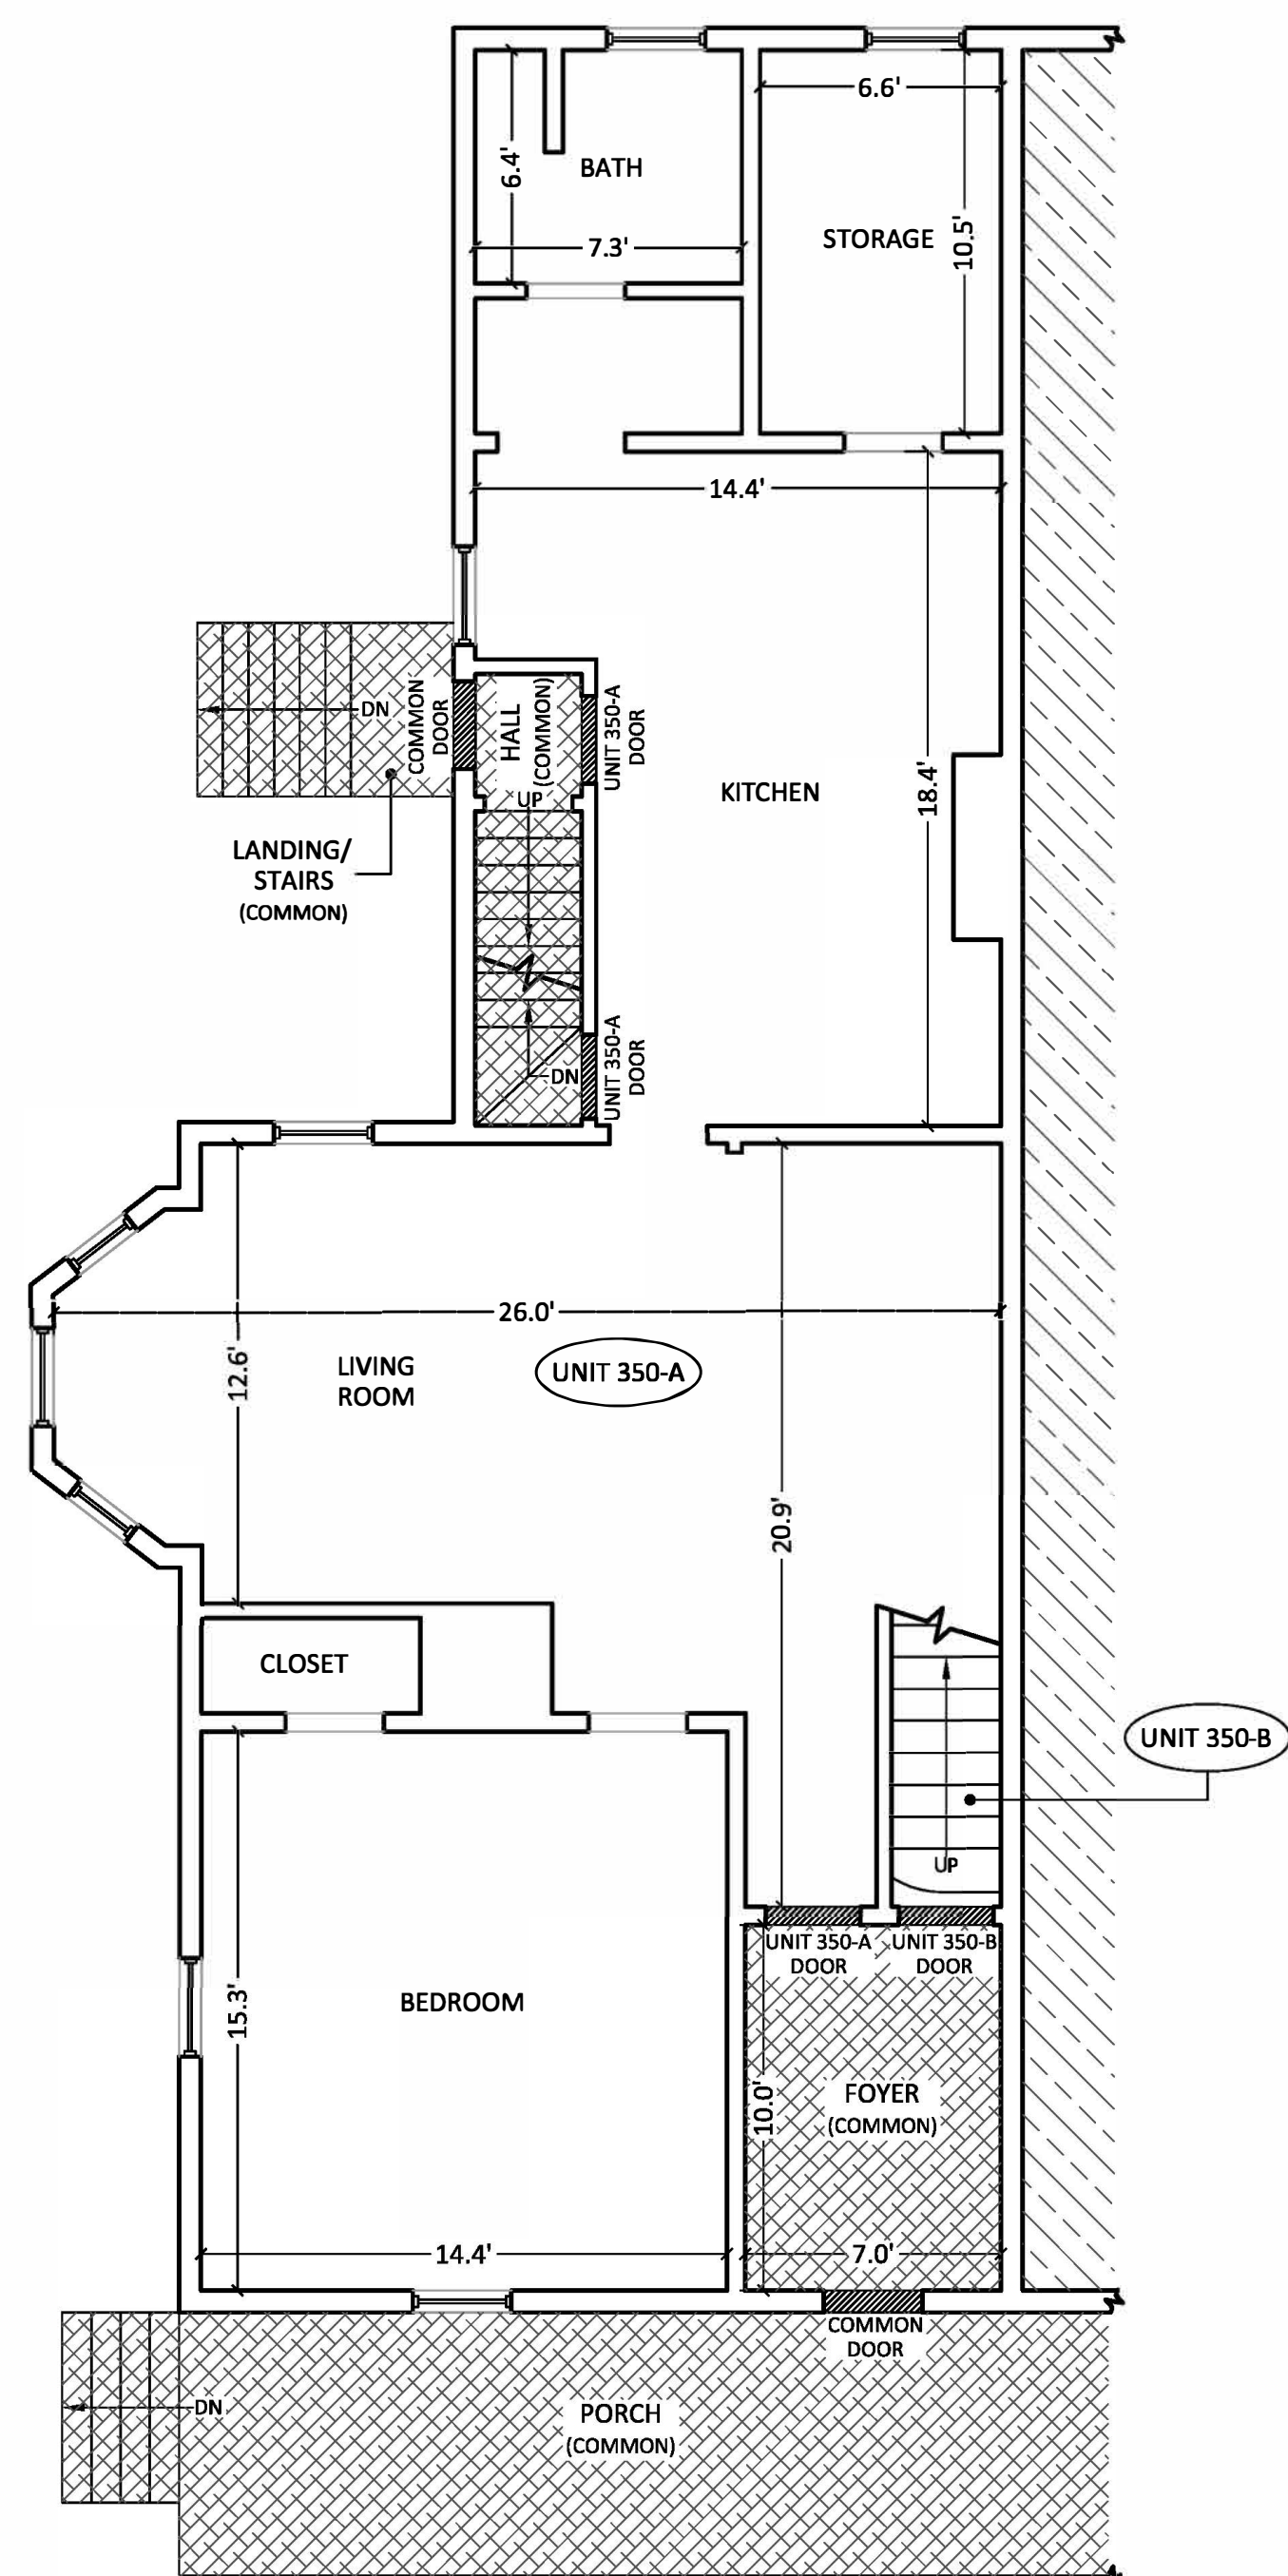 6.6'
6.4'
BATH
STORAGE
10.5'
7.3'
14.4'
COMMON
DOOR
DN
HALL
(COMMON)
UNIT 350-A
DOOR
UP
KITCHEN
18.4'
LANDING/
STAIRS
(COMMON)
UNIT 350-A
DOOR
DN
26.0'
12.6'
LIVING
ROOM
UNIT 350-A
20.9'
CLOSET
UNIT 350-B
UP
UNIT 350-A
DOOR
UNIT 350-B
DOOR
BEDROOM
15.3'
10.0'
FOYER
(COMMON)
14.4'
7.0'
COMMON
DOOR
DN
PORCH
(COMMON)